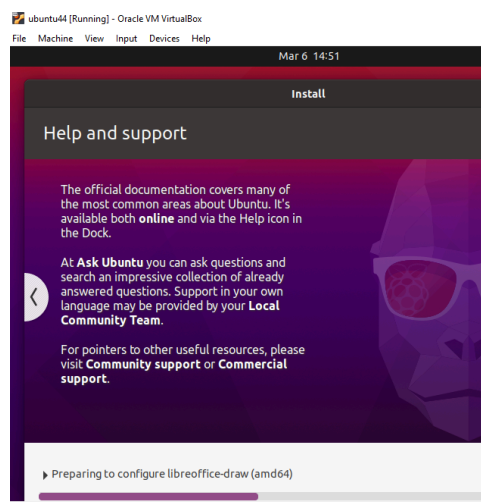 ubuntu44 [Running] - Oracle VM VirtualBox
File Machine View Input Devices Help
Mar 6 14:51
Install
Help and support
The official documentation covers many of
the most common areas about Ubuntu. It's
available both online and via the Help icon in
the Dock.
At Ask Ubuntu you can ask questions and
search an impressive collection of already
answered questions. Support in your own
language may be provided by your Local
Community Team.
For pointers to other useful resources, please
visit Community support or Commercial
support.
Preparing to configure libreoffice-draw (amd64)